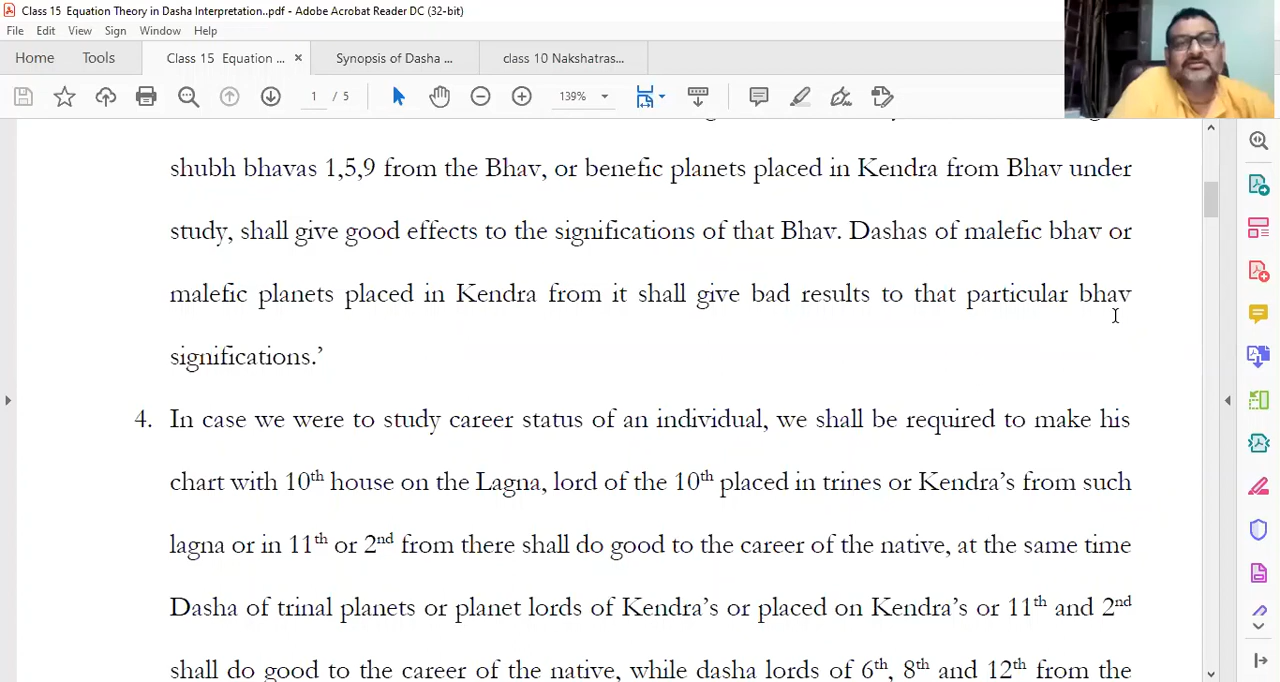 Class 15 Equation Theory in Dasha Interpretation..pdf - Adobe Acrobat Reader DC (32-bit)
File Edit View Sign Window Help
Home Tools Class 15 Equation ... × Synopsis of Dasha ... class 10 Nakshatras...
1 / 5 139%
shubh bhavas 1,5,9 from the Bhav, or benefic planets placed in Kendra from Bhav under
study, shall give good effects to the significations of that Bhav. Dashas of malefic bhav or
malefic planets placed in Kendra from it shall give bad results to that particular bhav
significations.’
4. In case we were to study career status of an individual, we shall be required to make his
chart with 10th house on the Lagna, lord of the 10th placed in trines or Kendra’s from such
lagna or in 11th or 2nd from there shall do good to the career of the native, at the same time
Dasha of trinal planets or planet lords of Kendra’s or placed on Kendra’s or 11th and 2nd
shall do good to the career of the native, while dasha lords of 6th, 8th and 12th from the